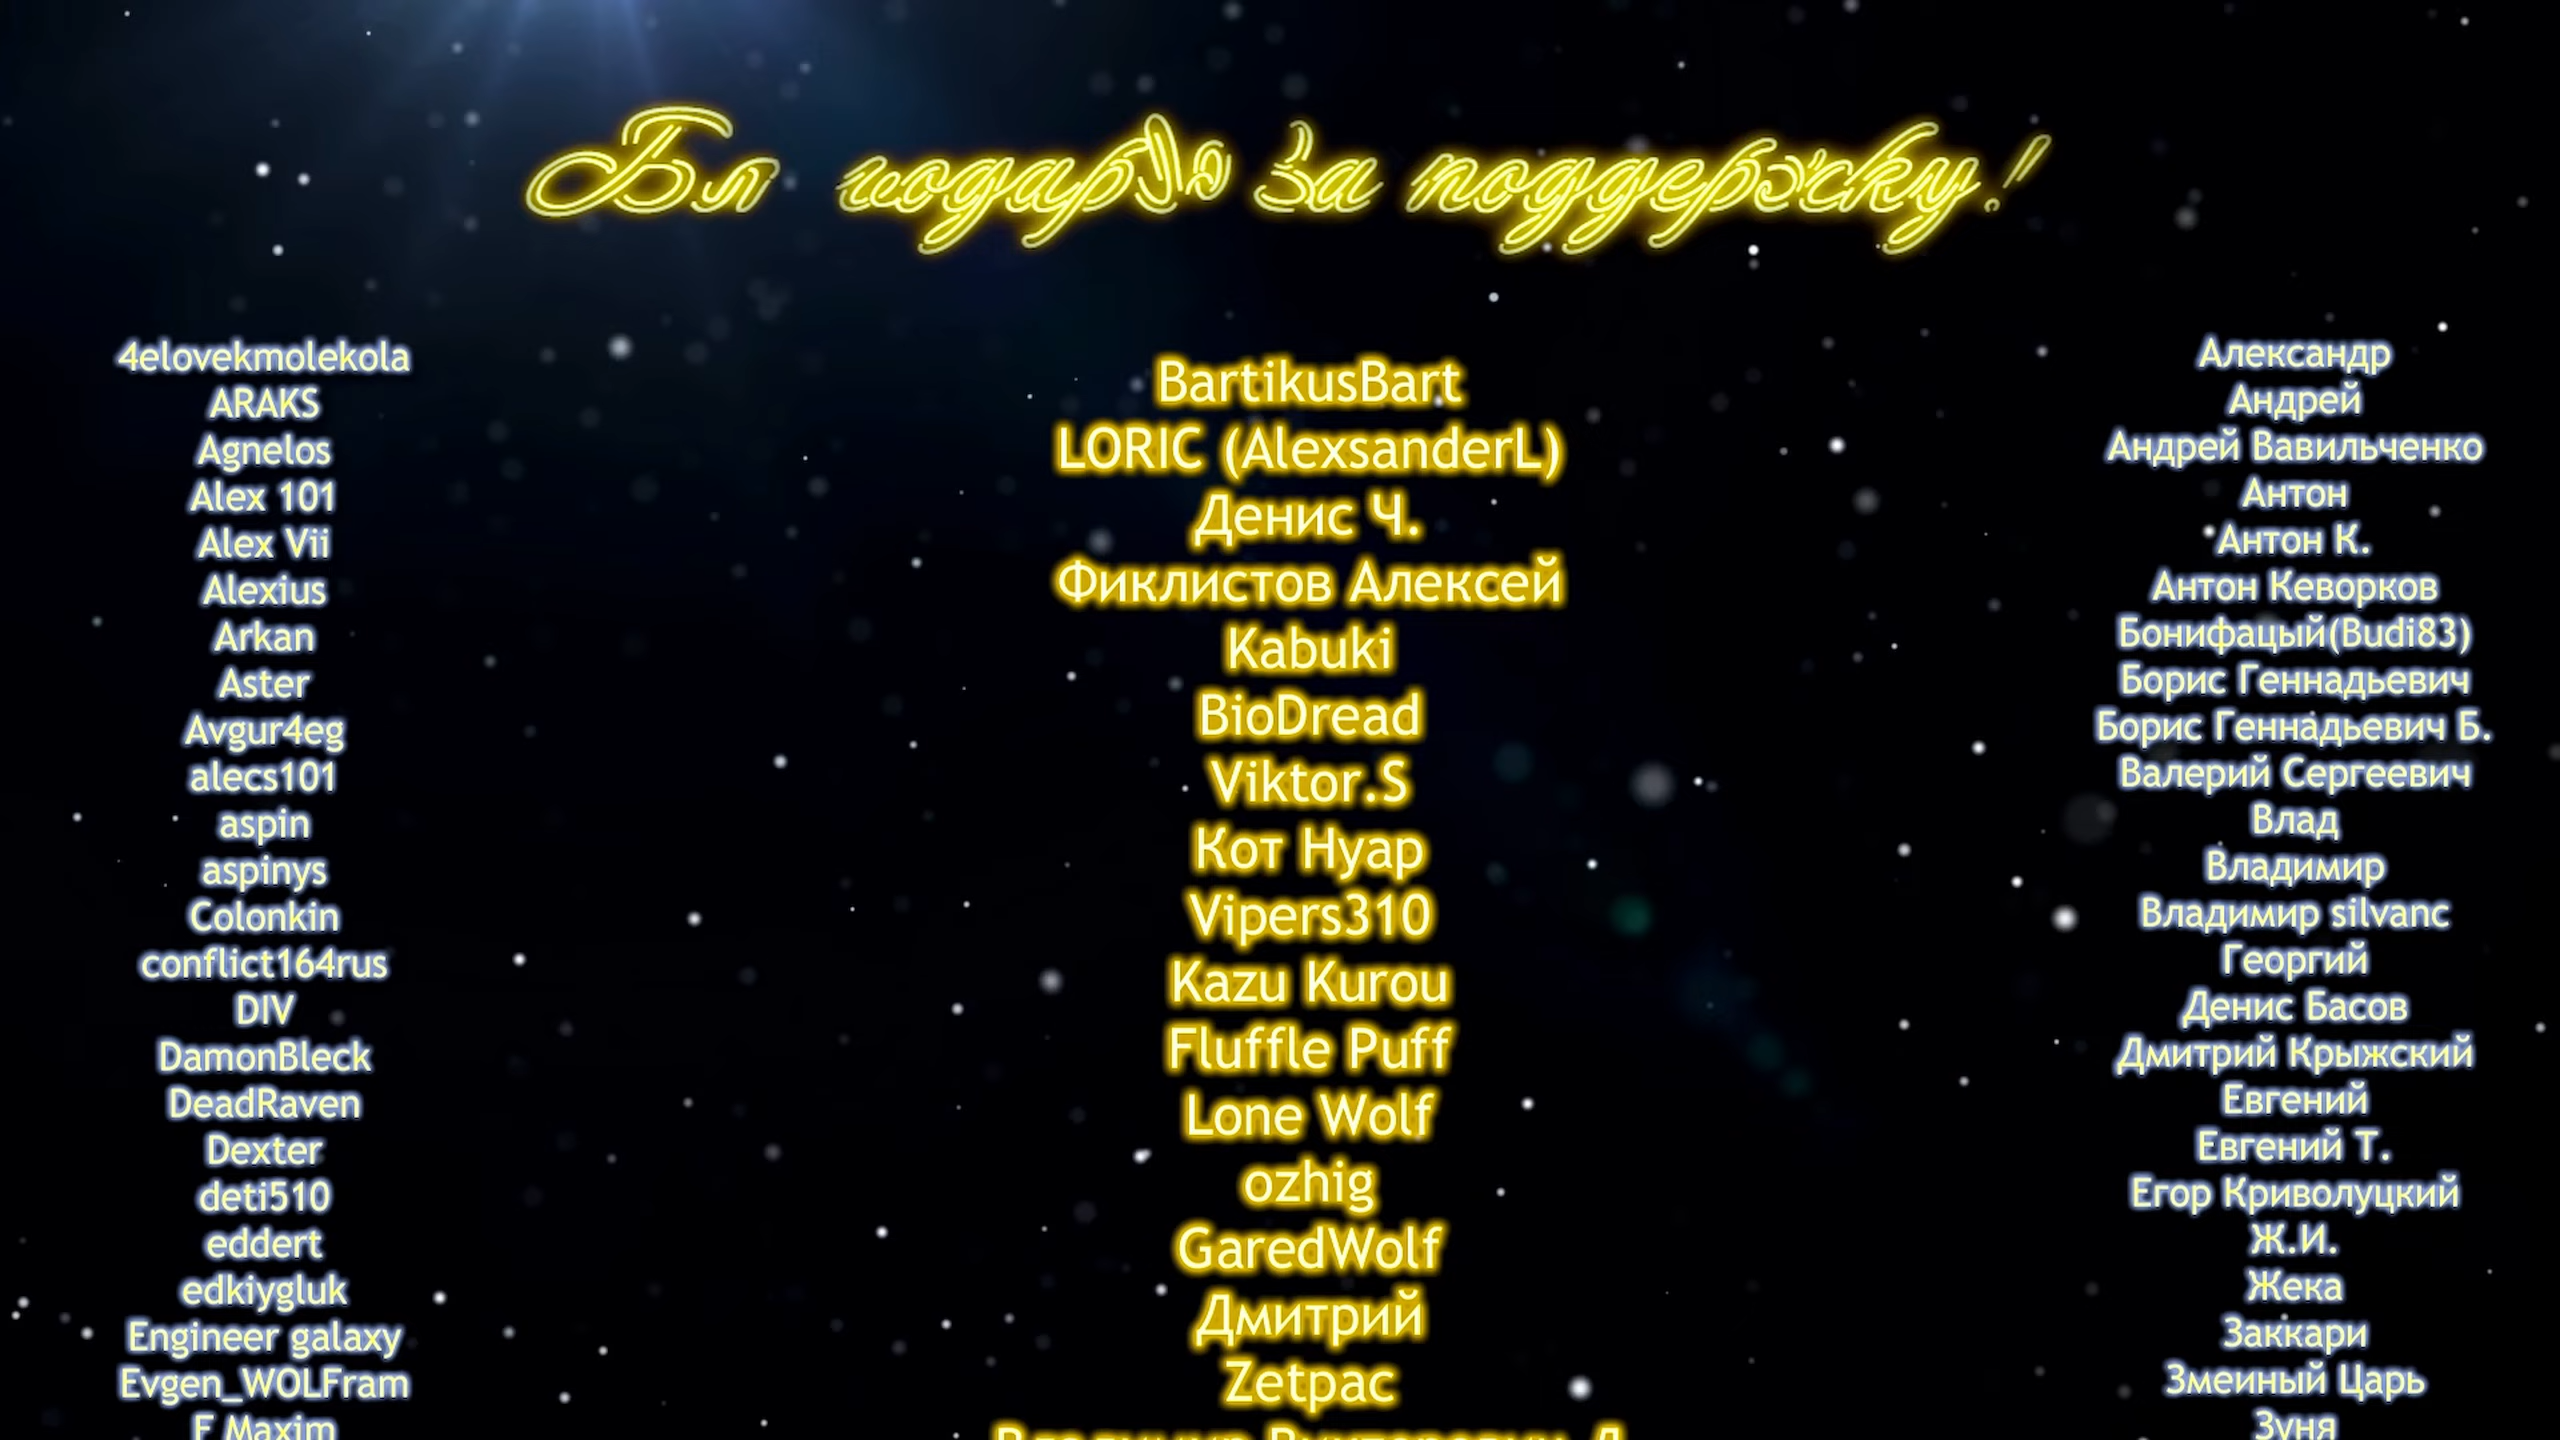 Бл годарю за поддержку!
4elovekmolekola
ARAKS
Agnelos
Alex 101
Alex Vii
Alexius
Arkan
Aster
Avgur4eg
alecs101
aspin
aspinys
Colonkin
conflict164rus
DIV
DamonBleck
DeadRaven
Dexter
deti510
eddert
edkiygluk
Engineer galaxy
Evgen_WOLFram
F Maxim
BartikusBart
LORIC (AlexsanderL)
Денис Ч.
Фиклистов Алексей
Kabuki
BioDread
Viktor.S
Кот Нуар
Vipers310
Kazu Kurou
Fluffle Puff
Lone Wolf
ozhig
GaredWolf
Дмитрий
Zetpac
Александр
Андрей
Андрей Вавильченко
Антон
Антон К.
Антон Кеворков
Бонифацый(Budi83)
Борис Геннадьевич
Борис Геннадьевич Б.
Валерий Сергеевич
Влад
Владимир
Владимир silvanc
Георгий
Денис Басов
Дмитрий Крыжский
Евгений
Евгений Т.
Егор Криволуцкий
Ж.И.
Жека
Заккари
Змеиный Царь
Зуня